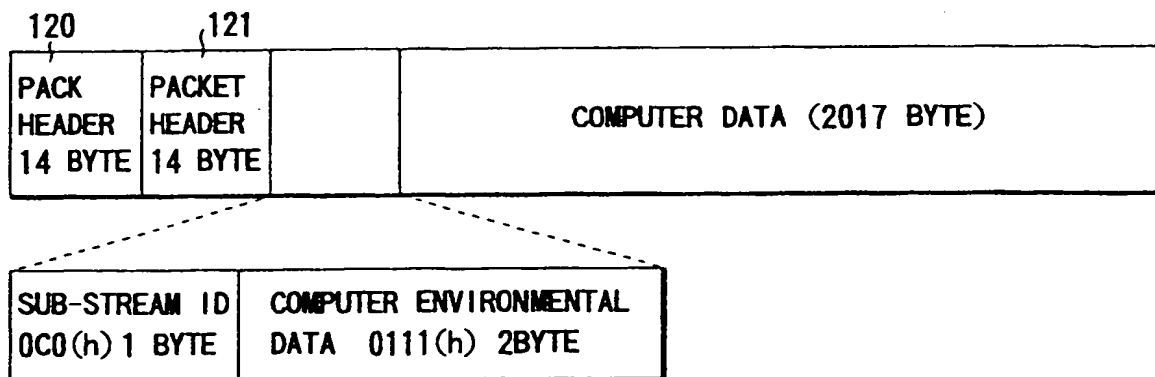 120
121
PACK
HEADER
14 BYTE
PACKET
HEADER
14 BYTE
COMPUTER DATA (2017 BYTE)
SUB-STREAM ID
0C0(h) 1 BYTE
COMPUTER ENVIRONMENTAL
DATA 0111(h) 2BYTE